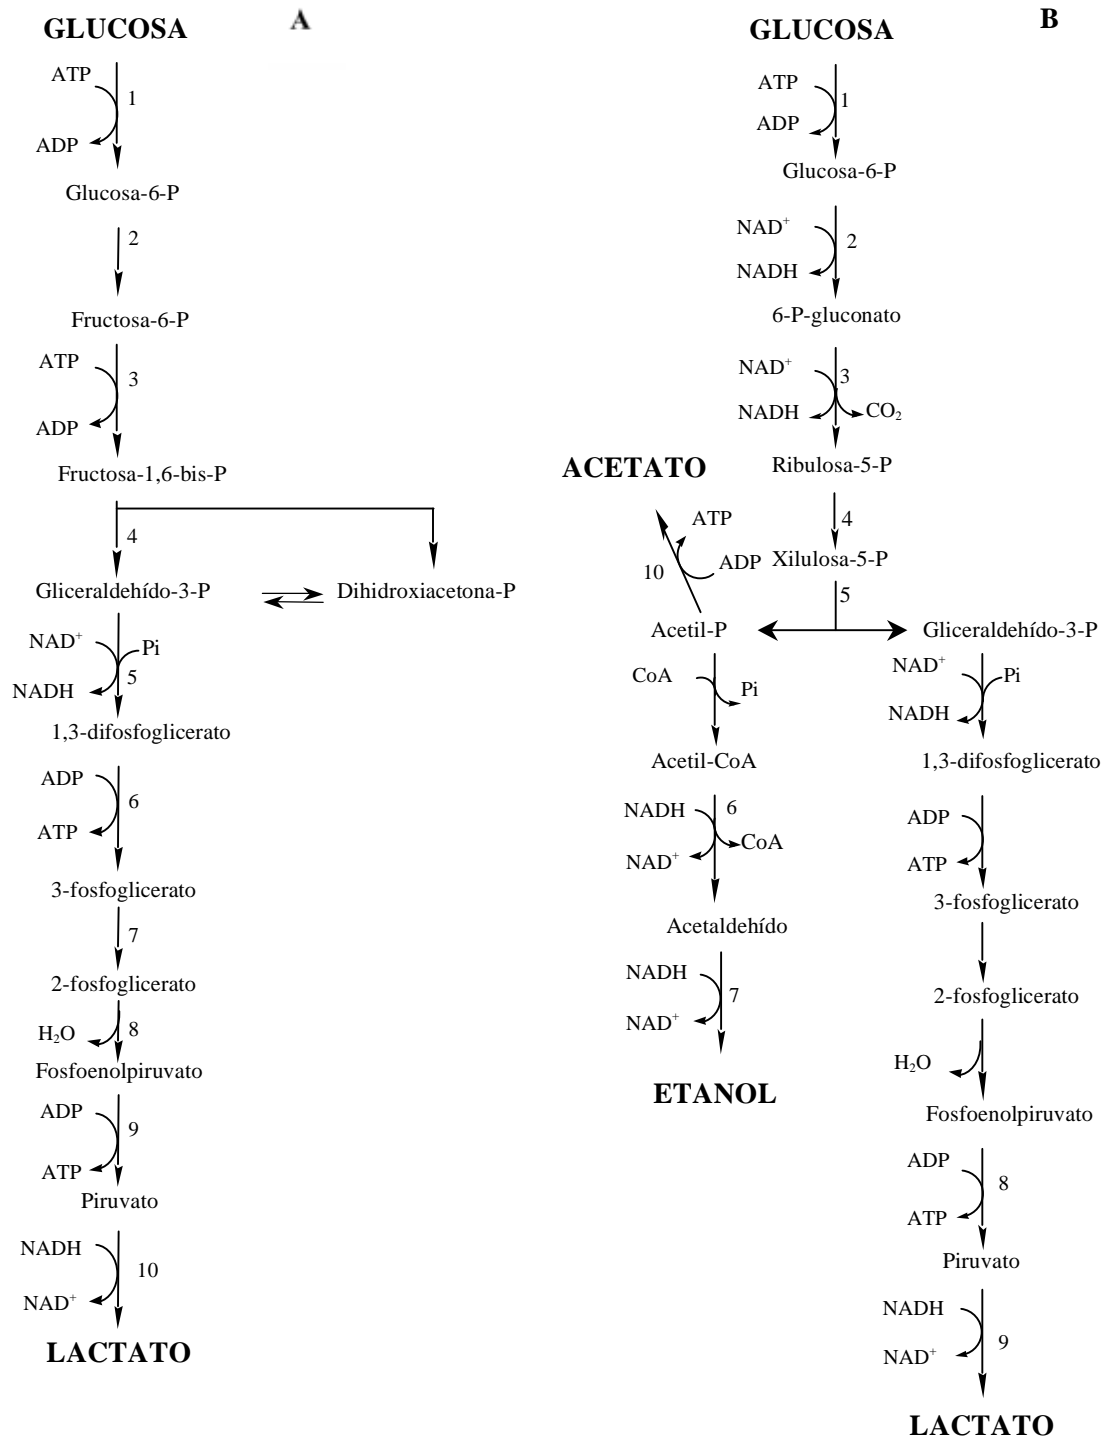 GLUCOSA
A
ATP
1
ADP
Glucosa-6-P
2
Fructosa-6-P
ATP
3
ADP
Fructosa-1,6-bis-P
4
Gliceraldehído-3-P
Dihidroxiacetona-P
NAD⁺
Pi
5
NADH
1,3-difosfoglicerato
ADP
6
ATP
3-fosfoglicerato
7
2-fosfoglicerato
H₂O
8
Fosfoenolpiruvato
ADP
9
ATP
Piruvato
NADH
10
NAD⁺
LACTATO
GLUCOSA
B
ATP
1
ADP
Glucosa-6-P
NAD⁺
2
NADH
6-P-gluconato
NAD⁺
3
NADH
CO₂
Ribulosa-5-P
4
Xilulosa-5-P
5
ACETATO
ATP
10
ADP
Acetil-P
CoA
Pi
Acetil-CoA
NADH
6
CoA
NAD⁺
Acetaldehído
NADH
7
NAD⁺
ETANOL
Gliceraldehído-3-P
NAD⁺
Pi
NADH
1,3-difosfoglicerato
ADP
ATP
3-fosfoglicerato
2-fosfoglicerato
H₂O
Fosfoenolpiruvato
ADP
8
ATP
Piruvato
NADH
9
NAD⁺
LACTATO